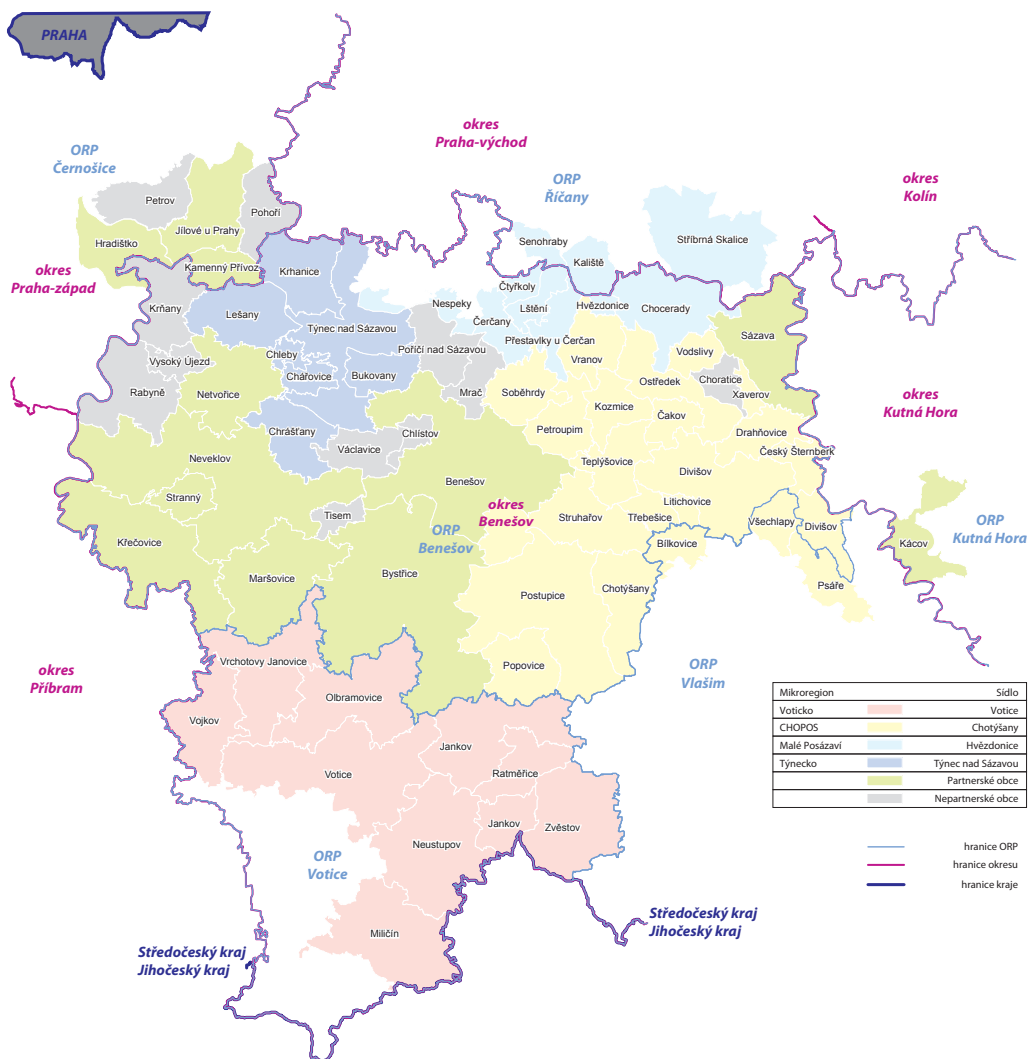 PRAHA
okres
Praha-východ
ORP
Černošice
ORP
Říčany
okres
Kolín
Petrov
Pohoří
Jílové u Prahy
Hradištko
Kamenný Přívoz
Krhanice
Senohraby
Kaliště
Stříbrná Skalice
okres
Praha-západ
Krňany
Lešany
Nespeky
Čtyřkoly
Lštění
Hvězdonice
Chocerady
Čerčany
Týnec nad Sázavou
Přestavlky u Čerčan
Sázava
Vysoký Újezd
Chleby
Poříčí nad Sázavou
Vranov
Vodslivy
Chářovice
Bukovany
Ostředek
Choratice
Rabyně
Netvořice
Mrač
Soběhrdy
Xaverov
Kozmice
Čakov
okres
Kutná Hora
Chrášťany
Chlístov
Petroupim
Drahňovice
Václavice
Český Šternberk
Neveklov
Teplýšovice
Divišov
Benešov
Stranný
okres
Benešov
Litichovice
Tisem
Struhařov
Třebešice
Všechlapy
Divišov
ORP
Kutná Hora
ORP
Benešov
Křečovice
Bílkovice
Kácov
Bystřice
Maršovice
Chotýšany
Psáře
Postupice
okres
Příbram
Vrchotovy Janovice
Popovice
ORP
Vlašim
Olbramovice
Vojkov
Jankov
Votice
Ratměřice
Jankov
Zvěstov
Neustupov
ORP
Votice
Miličín
Středočeský kraj
Jihočeský kraj
Středočeský kraj
Jihočeský kraj
Mikroregion Sídlo
Voticko Votice
CHOPOS Chotýšany
Malé Posázaví Hvězdonice
Týnecko Týnec nad Sázavou
Partnerské obce
Nepartnerské obce
hranice ORP
hranice okresu
hranice kraje